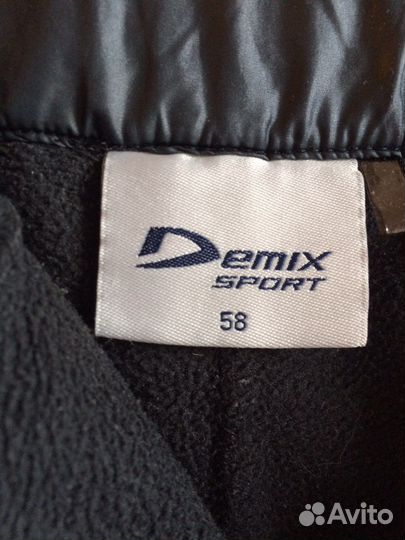 Demix
SPORT
58
Avito